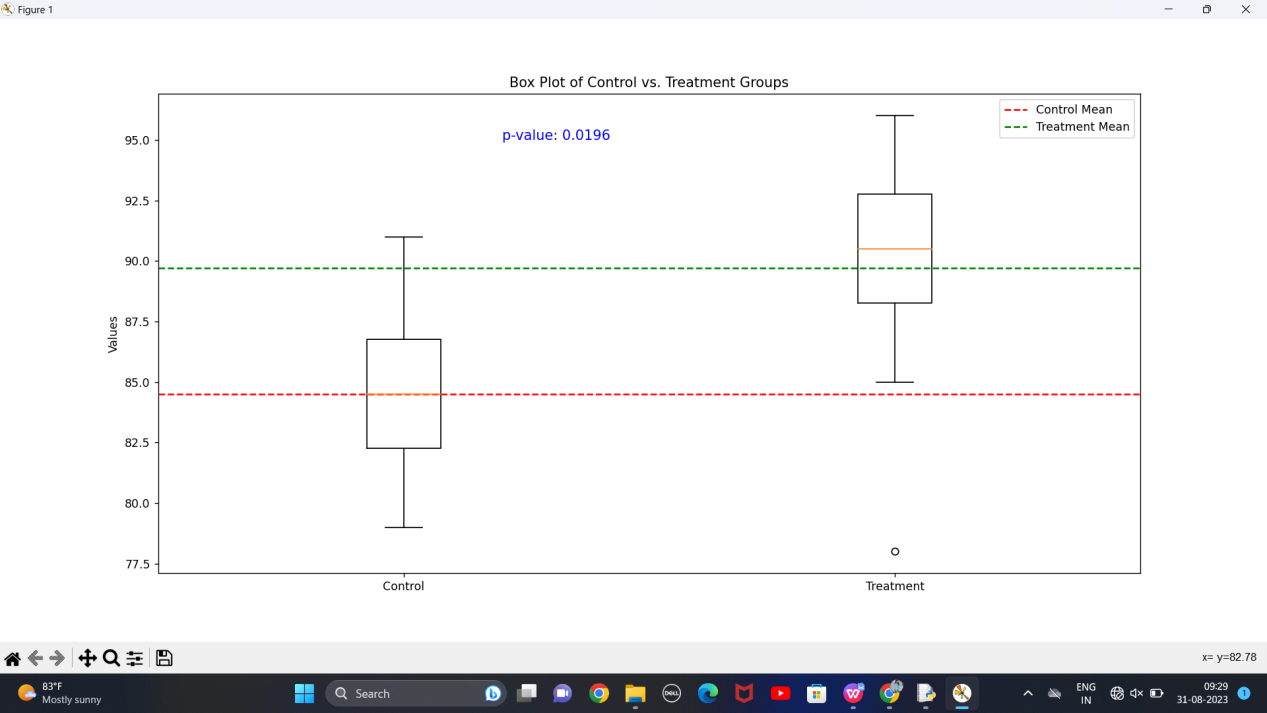 Figure 1
Box Plot of Control vs. Treatment Groups
Control Mean
Treatment Mean
p-value: 0.0196
95.0
92.5
90.0
87.5
85.0
82.5
80.0
77.5
Values
Control
Treatment
x= y=82.78
83°F
Mostly sunny
Search
DELL
ENG
IN
09:29
31-08-2023
1